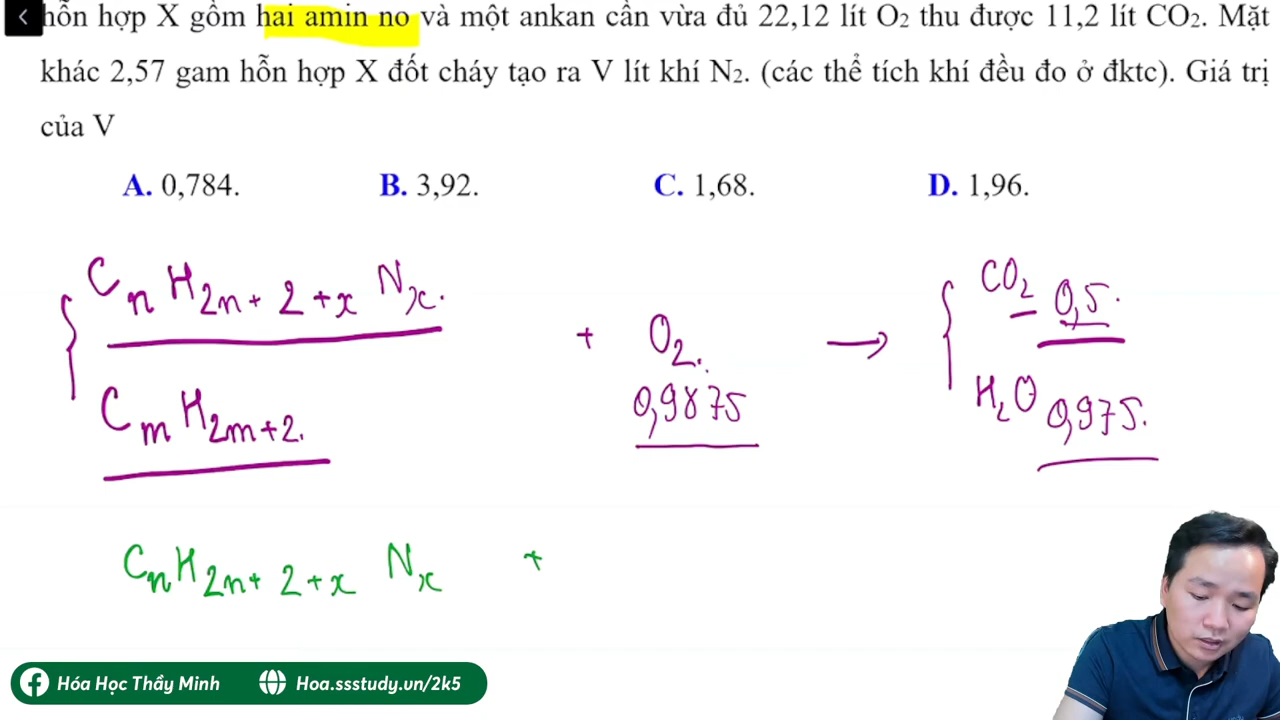 hỗn hợp X gồm hai amin no và một ankan cần vừa đủ 22,12 lít O₂ thu được 11,2 lít CO₂. Mặt
khác 2,57 gam hỗn hợp X đốt cháy tạo ra V lít khí N₂. (các thể tích khí đều đo ở đktc). Giá trị
của V
A. 0,784. B. 3,92. C. 1,68. D. 1,96.
CₙH₂ₙ₊₂₊ₓNₓ.
CO₂ 0,5.
+ O₂. →
0,9875
CₘH₂ₘ₊₂.
H₂O 0,975.
CₙH₂ₙ₊₂₊ₓNₓ +
Hóa Học Thầy Minh Hoa.ssstudy.vn/2k5